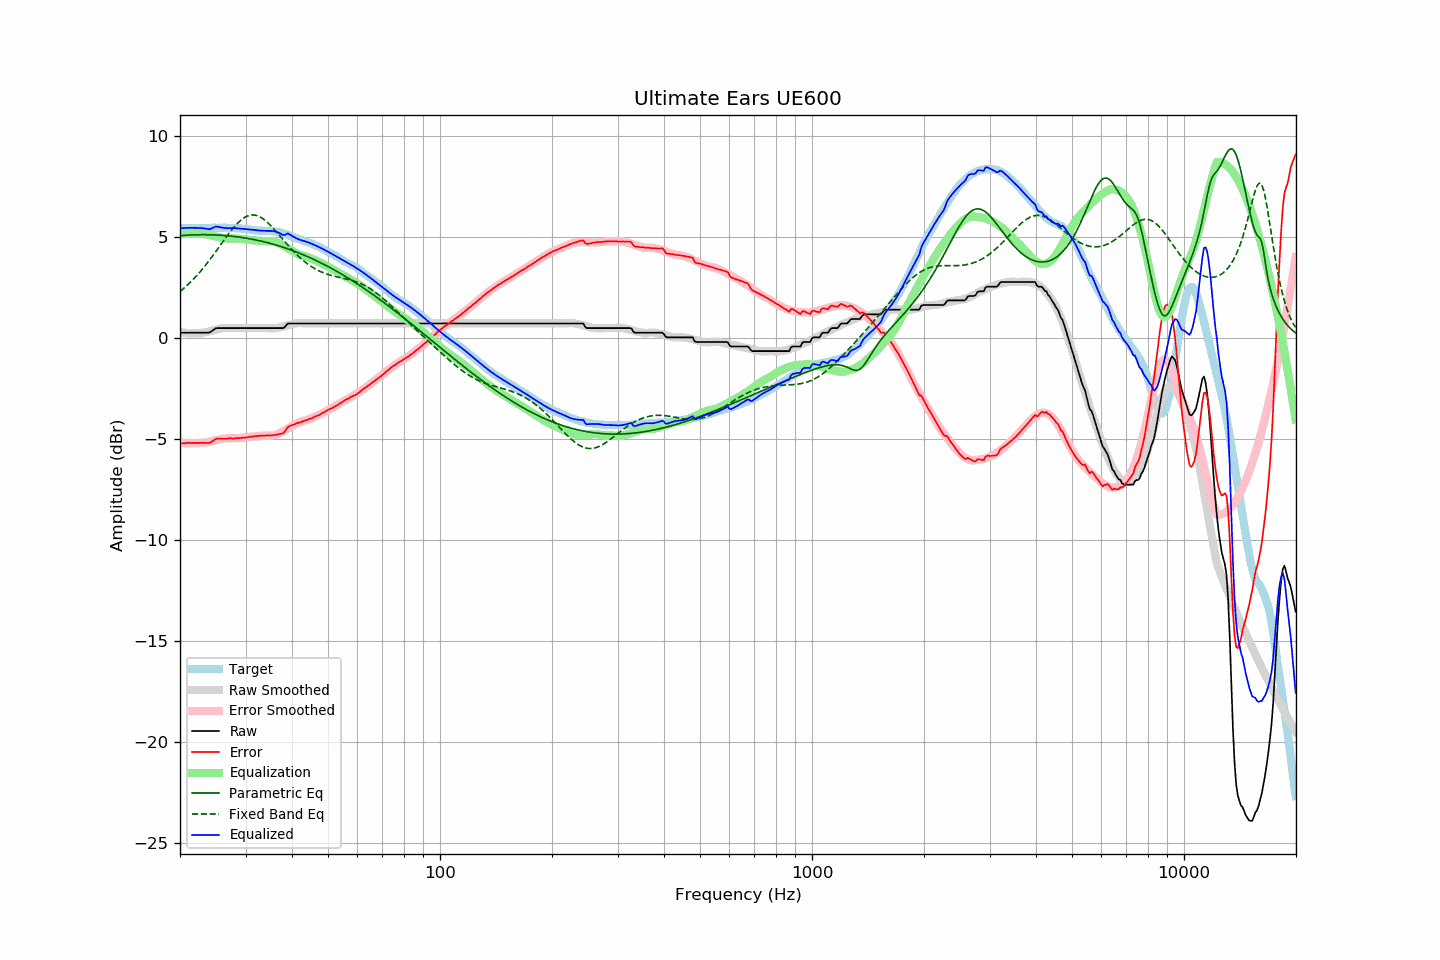 Ultimate Ears UE600
10
5
0
−5
−10
−15
−20
−25
Amplitude (dBr)
Target
Raw Smoothed
Error Smoothed
Raw
Error
Equalization
Parametric Eq
Fixed Band Eq
Equalized
100
1000
10000
Frequency (Hz)